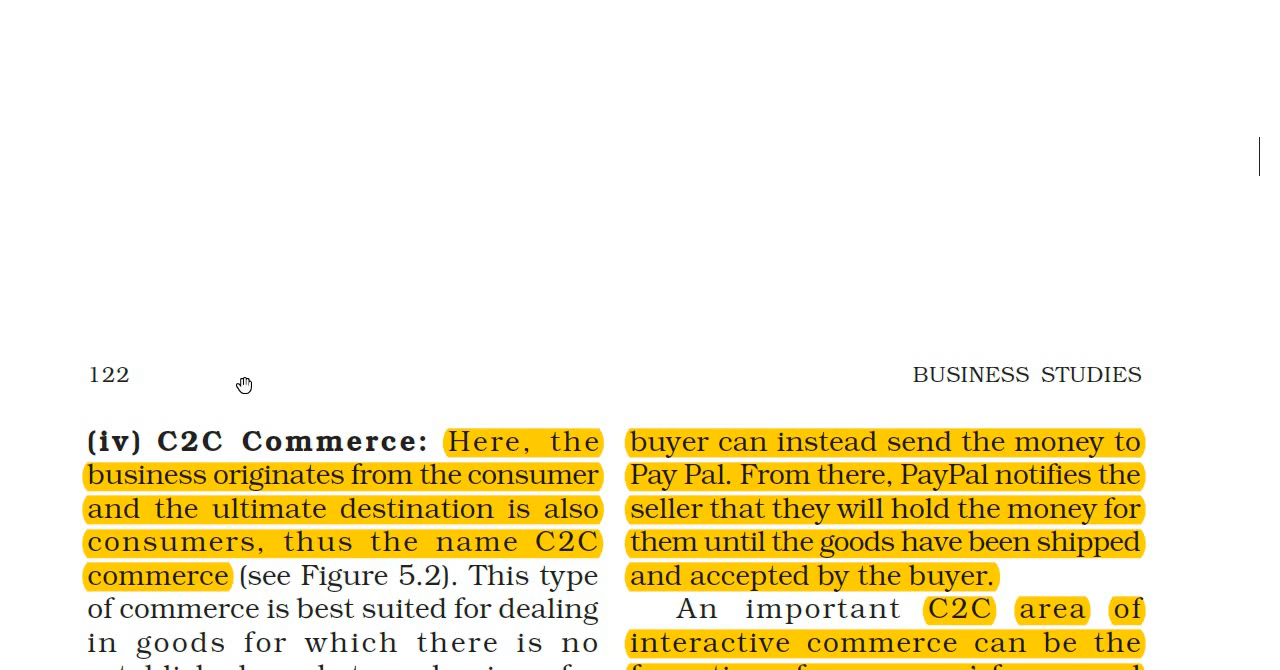 122
BUSINESS STUDIES
(iv) C2C Commerce: Here, the
business originates from the consumer
and the ultimate destination is also
consumers, thus the name C2C
commerce (see Figure 5.2). This type
of commerce is best suited for dealing
in goods for which there is no
buyer can instead send the money to
Pay Pal. From there, PayPal notifies the
seller that they will hold the money for
them until the goods have been shipped
and accepted by the buyer.
An important C2C area of
interactive commerce can be the